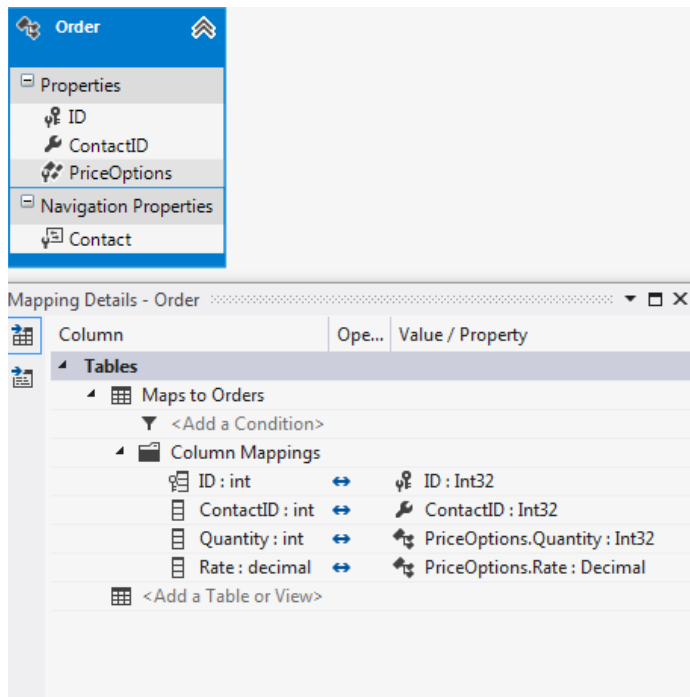 Order
Properties
ID
ContactID
PriceOptions
Navigation Properties
Contact
Mapping Details - Order
Column Ope... Value / Property
Tables
Maps to Orders
<Add a Condition>
Column Mappings
ID : int ID : Int32
ContactID : int ContactID : Int32
Quantity : int PriceOptions.Quantity : Int32
Rate : decimal PriceOptions.Rate : Decimal
<Add a Table or View>